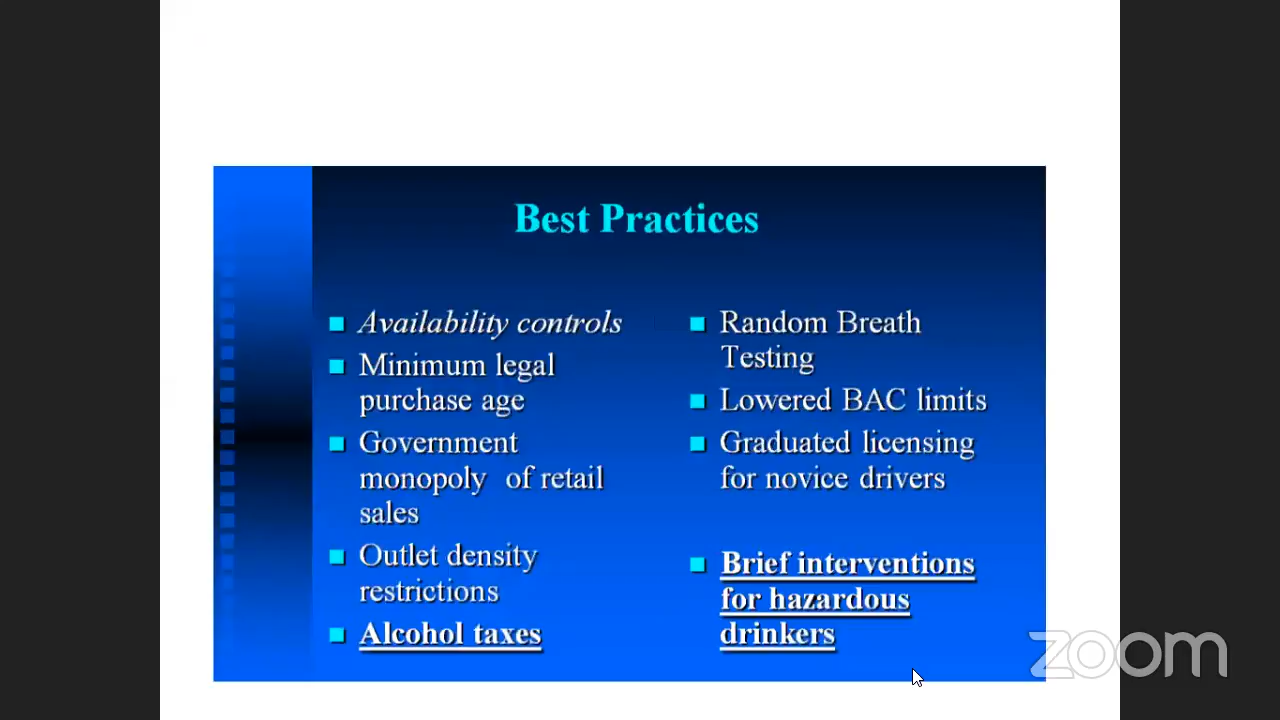 Best Practices
Availability controls
Minimum legal
purchase age
Government
monopoly of retail
sales
Outlet density
restrictions
Alcohol taxes
Random Breath
Testing
Lowered BAC limits
Graduated licensing
for novice drivers
Brief interventions
for hazardous
drinkers
zoom